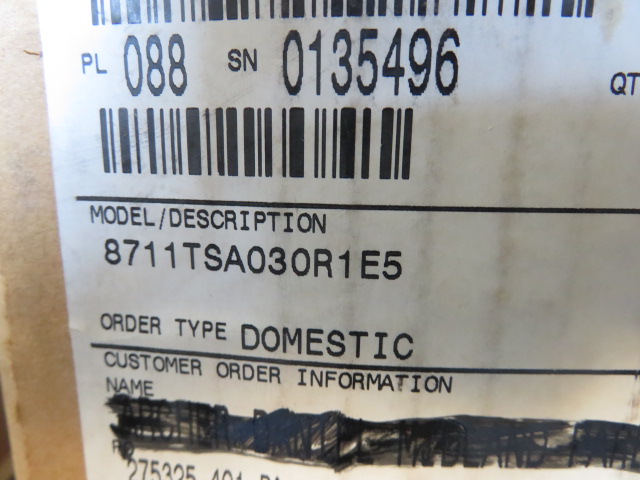 PL 088 SN 0135496 QT
MODEL/DESCRIPTION
8711TSA030R1E5
ORDER TYPE DOMESTIC
CUSTOMER ORDER INFORMATION
NAME